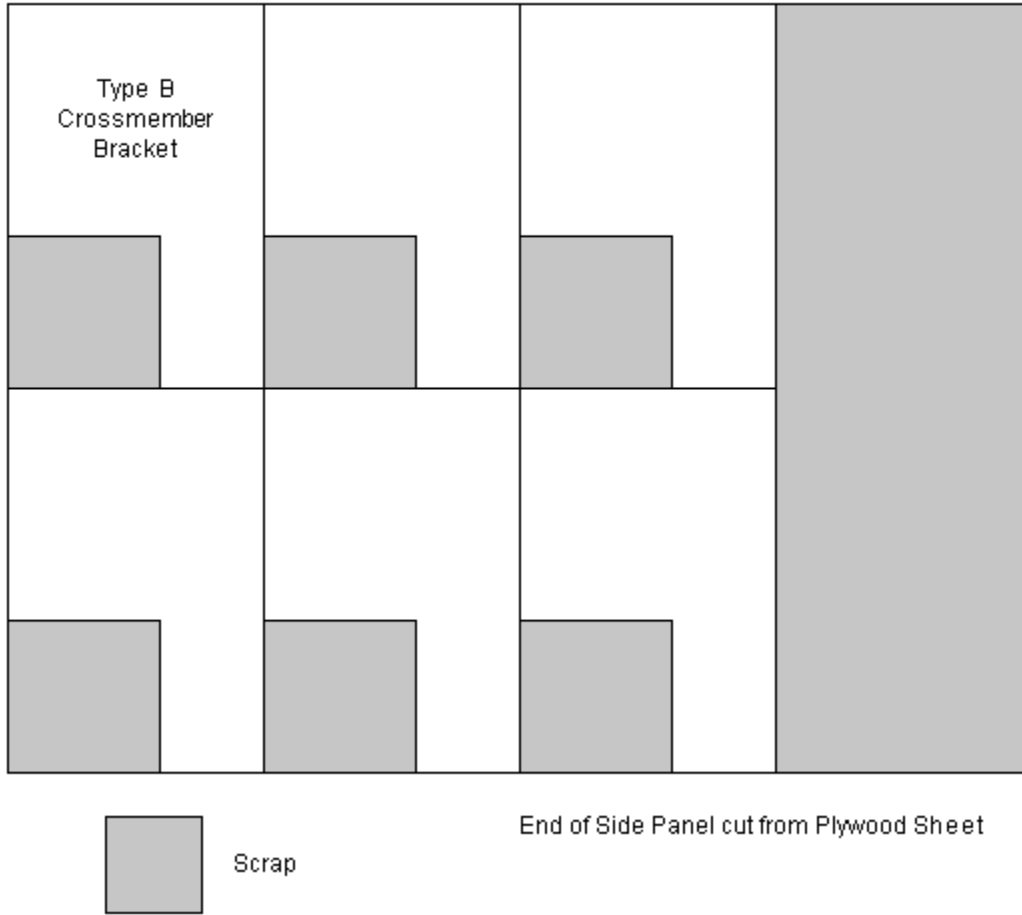 Type B
Crossmember
Bracket
End of Side Panel cut from Plywood Sheet
Scrap